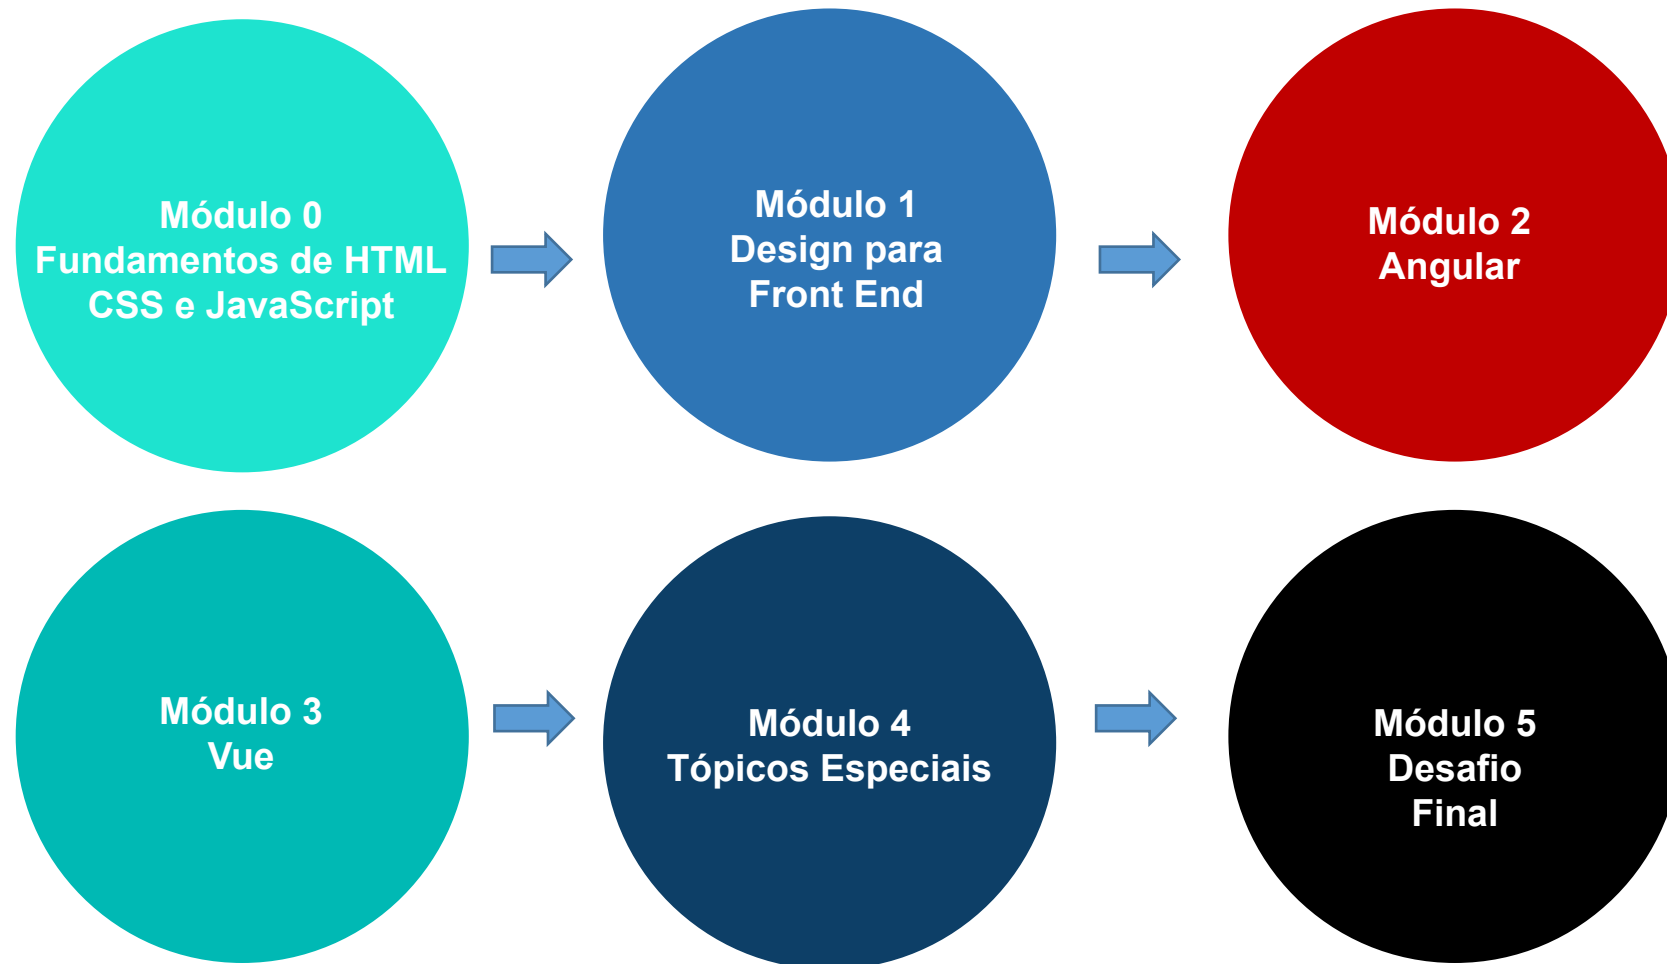 Módulo 0
Fundamentos de HTML
CSS e JavaScript
Módulo 1
Design para
Front End
Módulo 2
Angular
Módulo 3
Vue
Módulo 4
Tópicos Especiais
Módulo 5
Desafio
Final